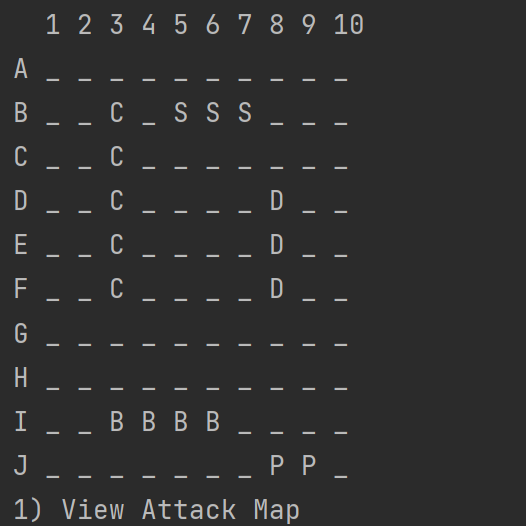 1 2 3 4 5 6 7 8 9 10
A _ _ _ _ _ _ _ _ _ _
B _ _ C _ S S S _ _ _
C _ _ C _ _ _ _ _ _ _
D _ _ C _ _ _ _ D _ _
E _ _ C _ _ _ _ D _ _
F _ _ C _ _ _ _ D _ _
G _ _ _ _ _ _ _ _ _ _
H _ _ _ _ _ _ _ _ _ _
I _ _ B B B B _ _ _ _
J _ _ _ _ _ _ _ P P _
1) View Attack Map